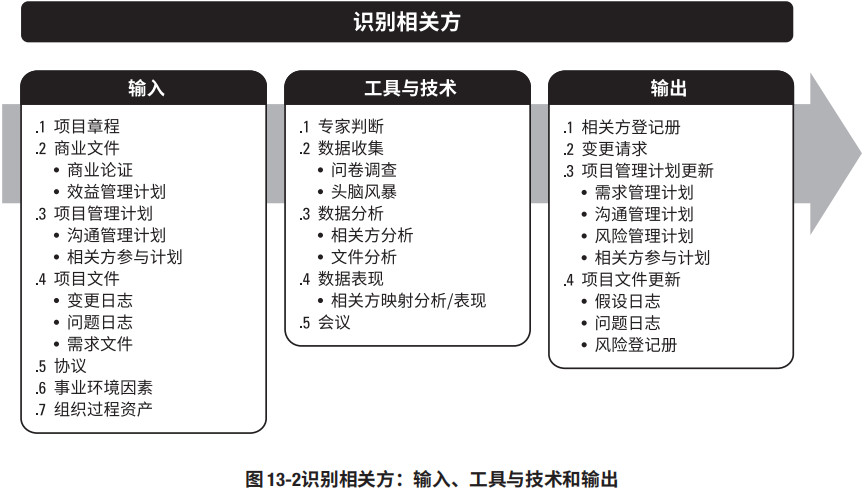 识别相关方
输入
.1 项目章程
.2 商业文件
• 商业论证
• 效益管理计划
.3 项目管理计划
• 沟通管理计划
• 相关方参与计划
.4 项目文件
• 变更日志
• 问题日志
• 需求文件
.5 协议
.6 事业环境因素
.7 组织过程资产
工具与技术
.1 专家判断
.2 数据收集
• 问卷调查
• 头脑风暴
.3 数据分析
• 相关方分析
• 文件分析
.4 数据表现
• 相关方映射分析/表现
.5 会议
输出
.1 相关方登记册
.2 变更请求
.3 项目管理计划更新
• 需求管理计划
• 沟通管理计划
• 风险管理计划
• 相关方参与计划
.4 项目文件更新
• 假设日志
• 问题日志
• 风险登记册
图 13-2识别相关方：输入、工具与技术和输出